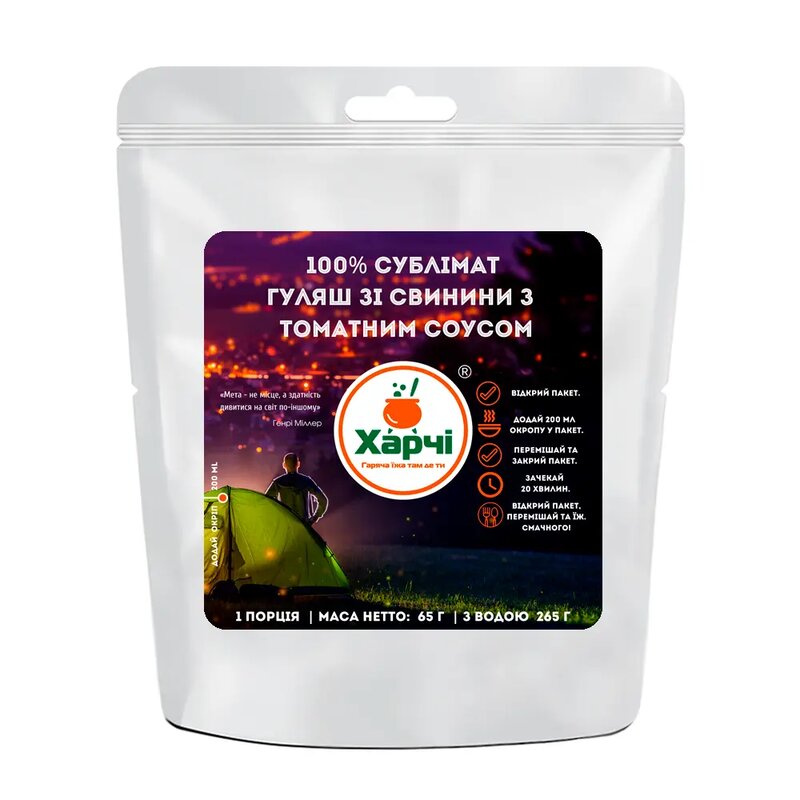 100% СУБЛІМАТ
ГУЛЯШ ЗІ СВИНИНИ З
ТОМАТНИМ СОУСОМ
®
«Мета - не місце, а здатність
дивитися на світ по-іншому»
Генрі Міллер
Харчі
Гаряча їжа там де ти
ВІДКРИЙ ПАКЕТ.
ДОДАЙ 200 МЛ
ОКРОПУ У ПАКЕТ.
ПЕРЕМІШАЙ ТА
ЗАКРИЙ ПАКЕТ.
ЗАЧЕКАЙ
20 ХВИЛИН.
ВІДКРИЙ ПАКЕТ.
ПЕРЕМІШАЙ ТА ЇЖ.
СМАЧНОГО!
ДОДАЙ ОКРІП 200 ML
1 ПОРЦІЯ | МАСА НЕТТО: 65 Г | З ВОДОЮ 265 Г